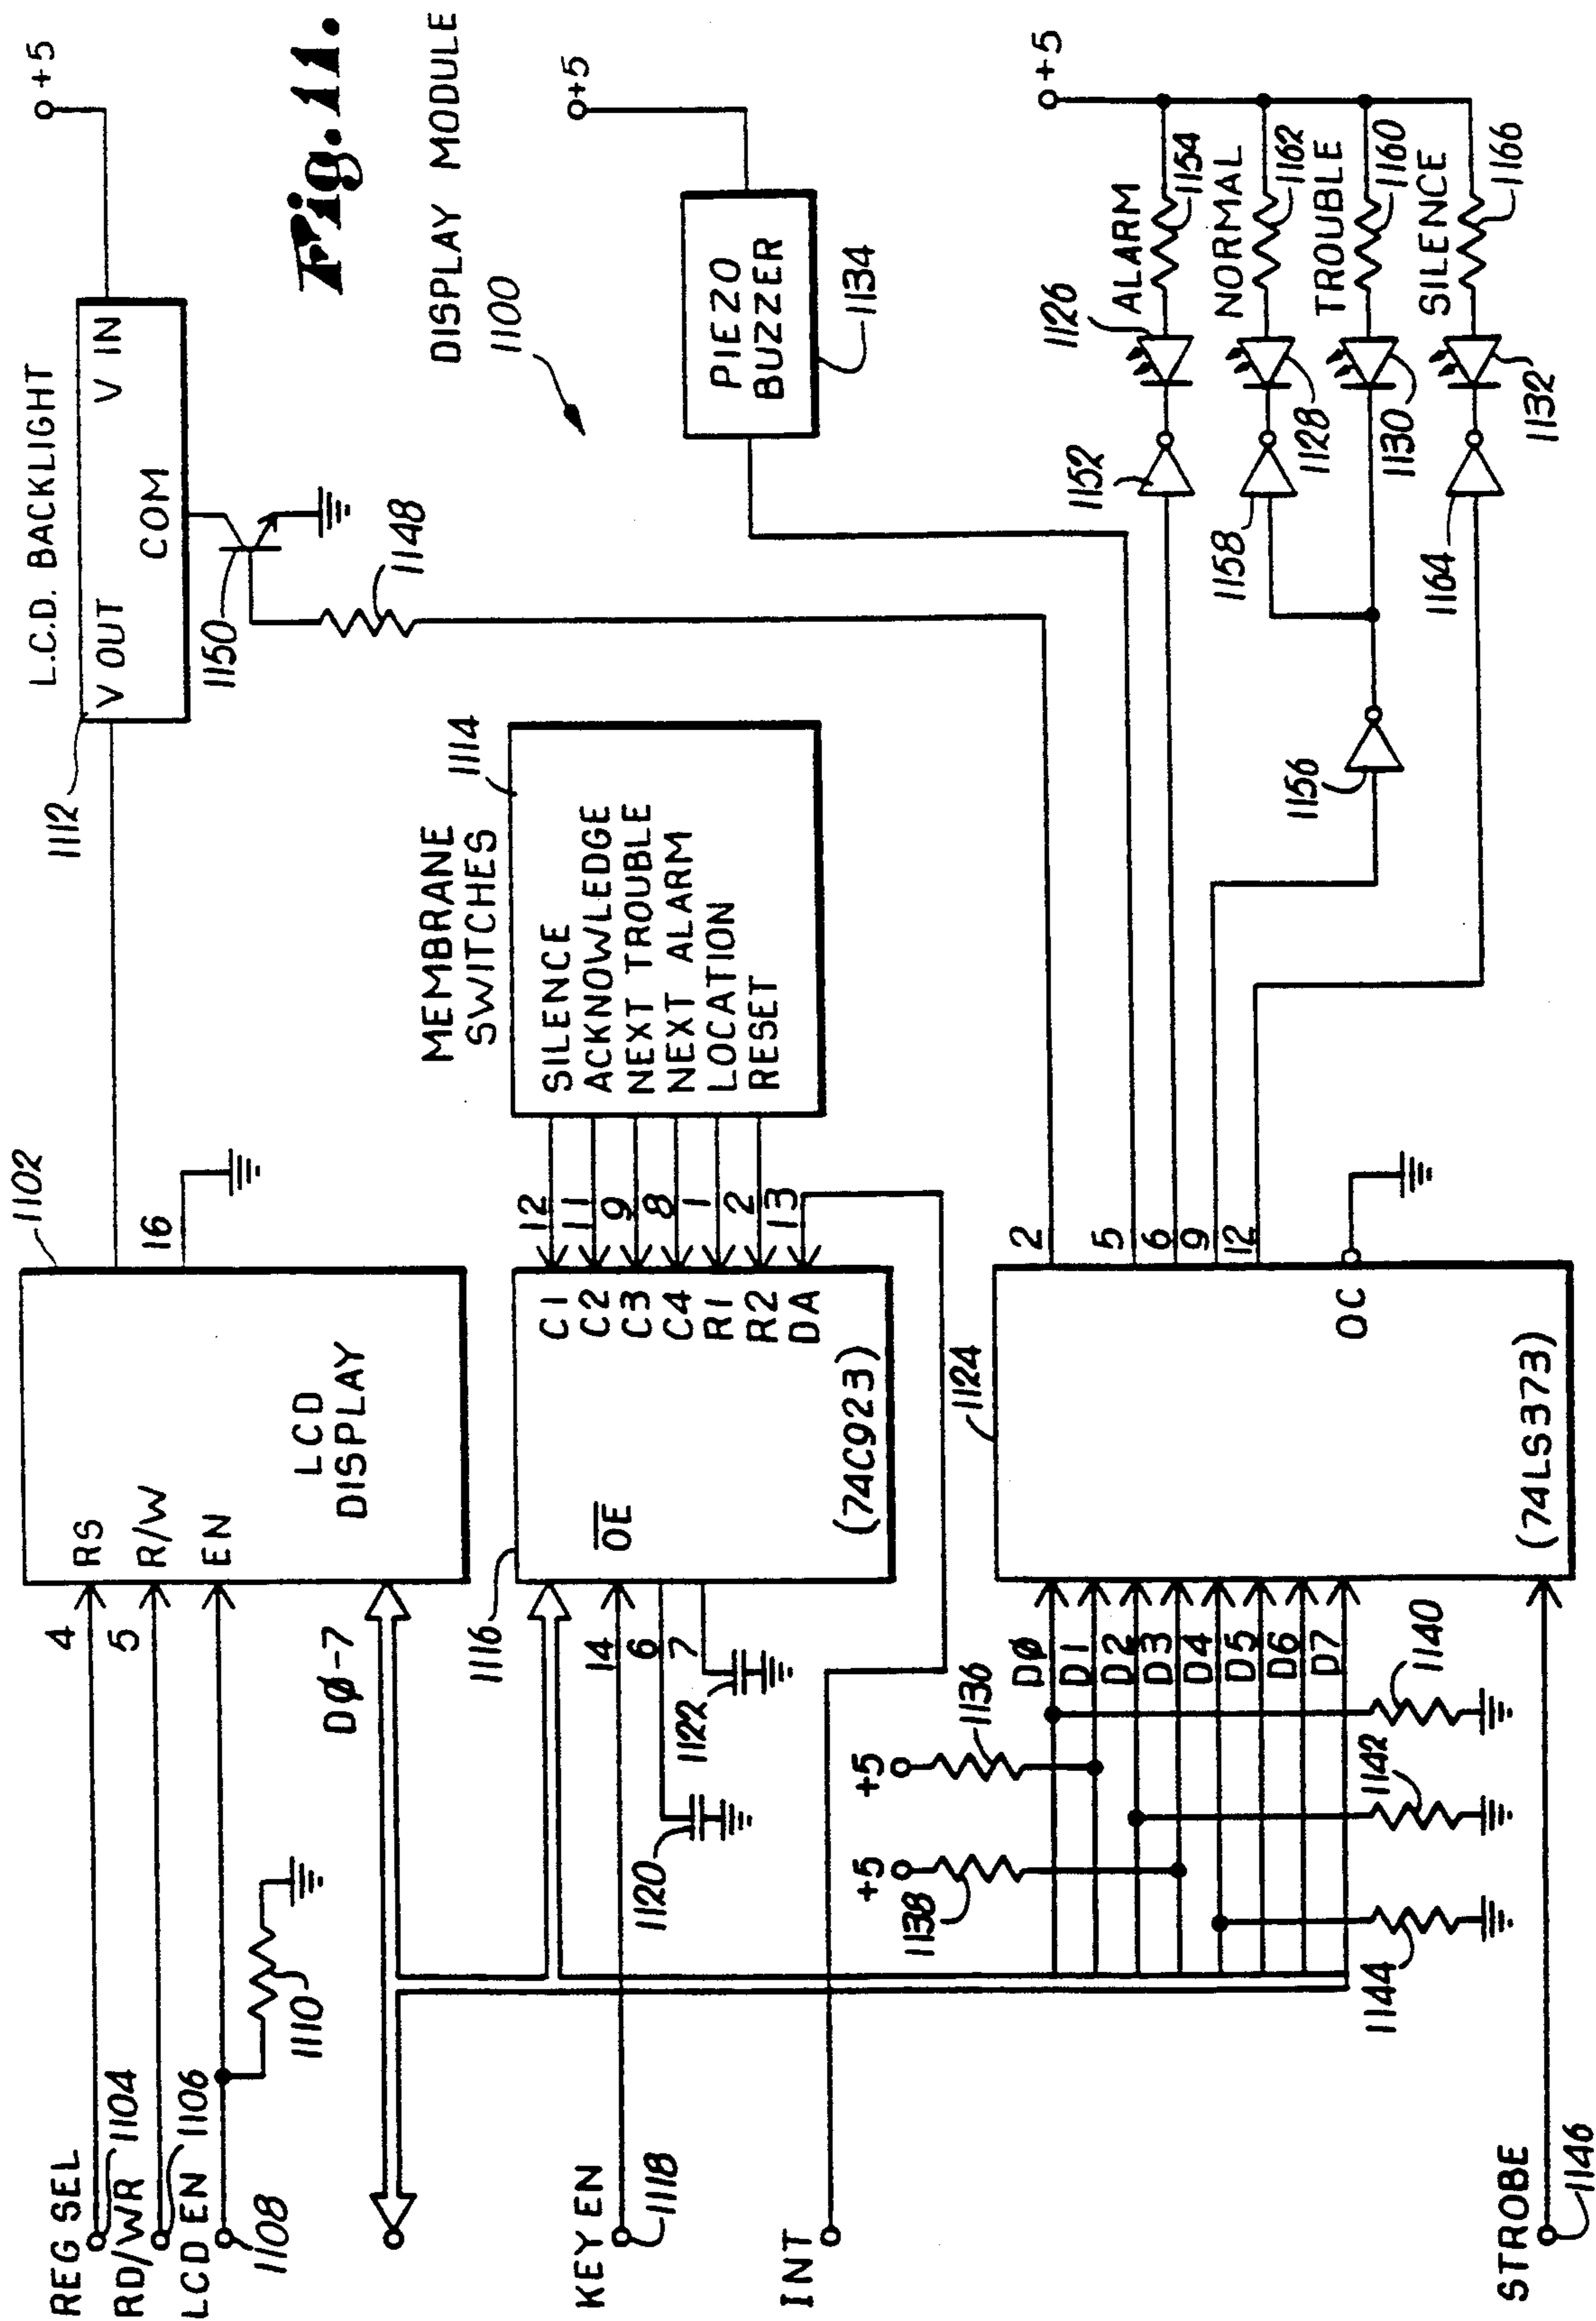 Fig. 11.
DISPLAY MODULE
1100
L.C.D. BACKLIGHT
V OUT
V IN
COM
+5
1112
1150
1148
1102
RS
R/W
EN
LCD
DISPLAY
16
REG SEL
1104
4
RD/WR
1106
5
LCD EN
1108
1110
DØ-7
MEMBRANE
SWITCHES
1114
SILENCE
ACKNOWLEDGE
NEXT TROUBLE
NEXT ALARM
LOCATION
RESET
12
11
9
8
1
2
13
C1
C2
C3
C4
R1
R2
DA
OE
(74C923)
1116
14
6
7
1122
1120
KEY EN
1118
INT
PIEZO
BUZZER
1134
+5
+5
1136
+5
1138
DØ
D1
D2
D3
D4
D5
D6
D7
1140
1142
1144
1124
2
5
6
9
12
OC
(74LS373)
STROBE
1146
+5
1126
ALARM
1154
1152
NORMAL
1162
1158
1128
TROUBLE
1160
1130
1156
SILENCE
1166
1164
1132